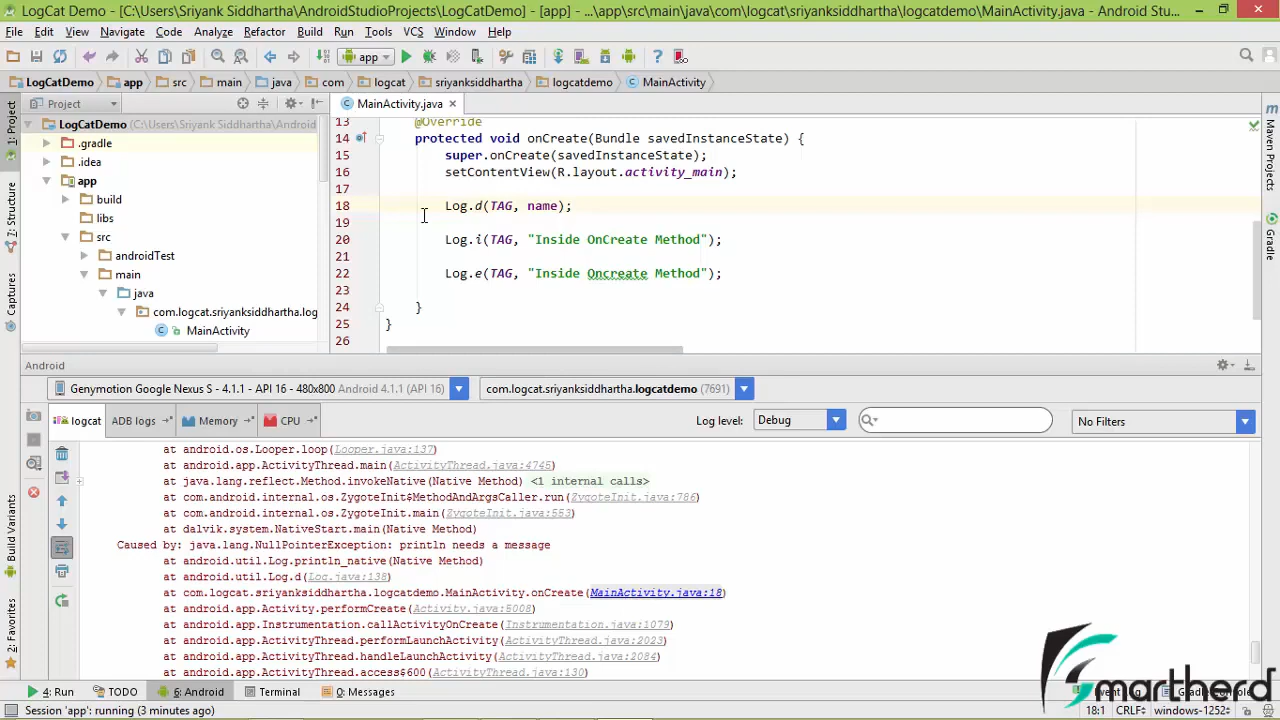 LogCat Demo - [C:\Users\Sriyank Siddhartha\AndroidStudioProjects\LogCatDemo] - [app] - ...\app\src\main\java\com\logcat\sriyanksiddhartha\logcatdemo\MainActivity.java - Android Stu...
File Edit View Navigate Code Analyze Refactor Build Run Tools VCS Window Help
app
LogCatDemo app src main java com logcat sriyanksiddhartha logcatdemo MainActivity
Project MainActivity.java
LogCatDemo (C:\Users\Sriyank Siddhartha\Android
.gradle
.idea
app
build
libs
src
androidTest
main
java
com.logcat.sriyanksiddhartha.log
MainActivity
13 @Override
14 protected void onCreate(Bundle savedInstanceState) {
15 super.onCreate(savedInstanceState);
16 setContentView(R.layout.activity_main);
17
18 Log.d(TAG, name);
19
20 Log.i(TAG, "Inside OnCreate Method");
21
22 Log.e(TAG, "Inside Oncreate Method");
23
24 }
25 }
26
1: Project
7: Structure
Captures
Build Variants
2: Favorites
Maven Projects
Gradle
Android
Genymotion Google Nexus S - 4.1.1 - API 16 - 480x800 Android 4.1.1 (API 16) com.logcat.sriyanksiddhartha.logcatdemo (7691)
logcat ADB logs Memory CPU Log level: Debug No Filters
at android.os.Looper.loop(Looper.java:137)
at android.app.ActivityThread.main(ActivityThread.java:4745)
at java.lang.reflect.Method.invokeNative(Native Method) <1 internal calls>
at com.android.internal.os.ZygoteInit$MethodAndArgsCaller.run(ZygoteInit.java:786)
at com.android.internal.os.ZygoteInit.main(ZygoteInit.java:553)
at dalvik.system.NativeStart.main(Native Method)
Caused by: java.lang.NullPointerException: println needs a message
at android.util.Log.println_native(Native Method)
at android.util.Log.d(Log.java:138)
at com.logcat.sriyanksiddhartha.logcatdemo.MainActivity.onCreate(MainActivity.java:18)
at android.app.Activity.performCreate(Activity.java:5008)
at android.app.Instrumentation.callActivityOnCreate(Instrumentation.java:1079)
at android.app.ActivityThread.performLaunchActivity(ActivityThread.java:2023)
at android.app.ActivityThread.handleLaunchActivity(ActivityThread.java:2084)
at android.app.ActivityThread.access$600(ActivityThread.java:130)
4: Run TODO 6: Android Terminal 0: Messages
Session 'app': running (3 minutes ago) 18:1 CRLF÷ windows-1252÷
smartherd